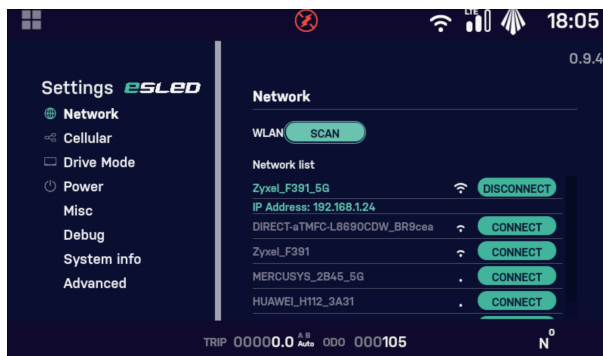 LTE
18:05
0.9.4
Settings ESLED
Network
Cellular
Drive Mode
Power
Misc
Debug
System info
Advanced
Network
WLAN SCAN
Network list
Zyxel_F391_5G DISCONNECT
IP Address: 192.168.1.24
DIRECT-aTMFC-L8690CDW_BR9cea CONNECT
Zyxel_F391 CONNECT
MERCUSYS_2B45_5G CONNECT
HUAWEI_H112_3A31 CONNECT
TRIP 00000.0 A B Auto ODO 000105
N°